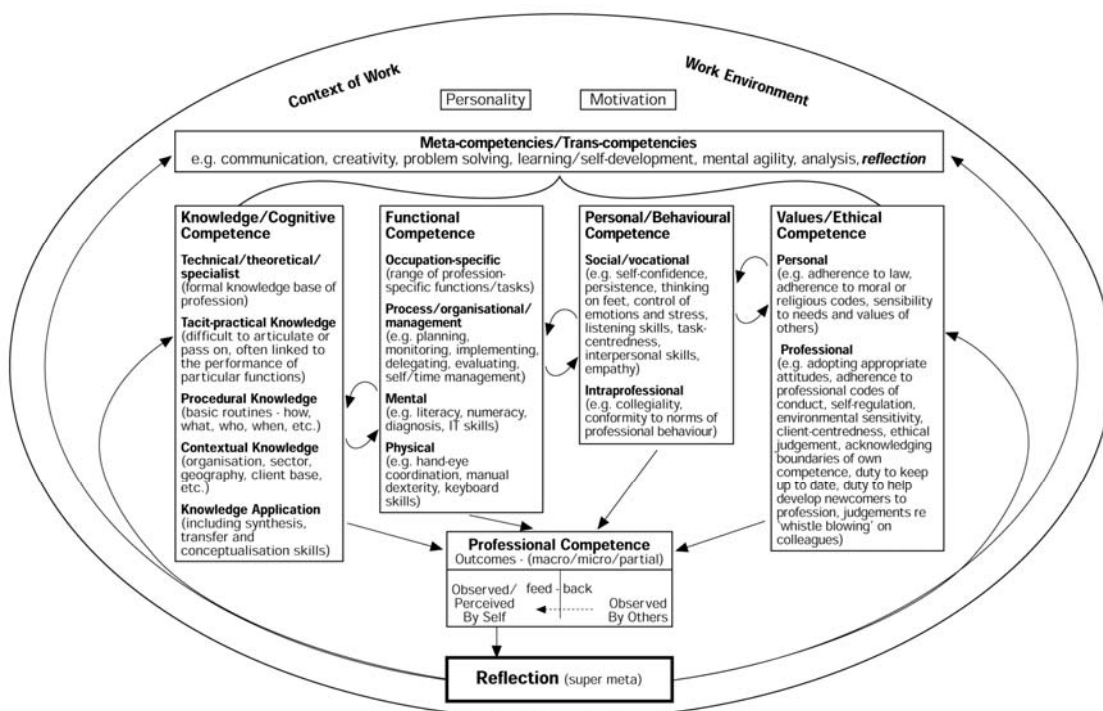 Context of Work
Work Environment
Personality
Motivation
Meta-competencies/Trans-competencies
e.g. communication, creativity, problem solving, learning/self-development, mental agility, analysis, reflection
Knowledge/Cognitive
Competence
Technical/theoretical/
specialist
(formal knowledge base of
profession)
Tacit-practical Knowledge
(difficult to articulate or
pass on, often linked to
the performance of
particular functions)
Procedural Knowledge
(basic routines - how,
what, who, when, etc.)
Contextual Knowledge
(organisation, sector,
geography, client base,
etc.)
Knowledge Application
(including synthesis,
transfer and
conceptualisation skills)
Functional
Competence
Occupation-specific
(range of profession-
specific functions/tasks)
Process/organisational/
management
(e.g. planning,
monitoring, implementing,
delegating, evaluating,
self/time management)
Mental
(e.g. literacy, numeracy,
diagnosis, IT skills)
Physical
(e.g. hand-eye
coordination, manual
dexterity, keyboard
skills)
Personal/Behavioural
Competence
Social/vocational
(e.g. self-confidence,
persistence, thinking
on feet, control of
emotions and stress,
listening skills, task-
centredness,
interpersonal skills,
empathy)
Intraprofessional
(e.g. collegiality,
conformity to norms of
professional behaviour)
Values/Ethical
Competence
Personal
(e.g. adherence to law,
adherence to moral or
religious codes, sensibility
to needs and values of
others)
Professional
(e.g. adopting appropriate
attitudes, adherence to
professional codes of
conduct, self-regulation,
environmental sensitivity,
client-centredness, ethical
judgement, acknowledging
boundaries of own
competence, duty to keep
up to date, duty to help
develop newcomers to
profession, judgements re
'whistle blowing' on
colleagues)
Professional Competence
Outcomes - (macro/micro/partial)
Observed/
Perceived
By Self
feed - back
Observed
By Others
Reflection (super meta)